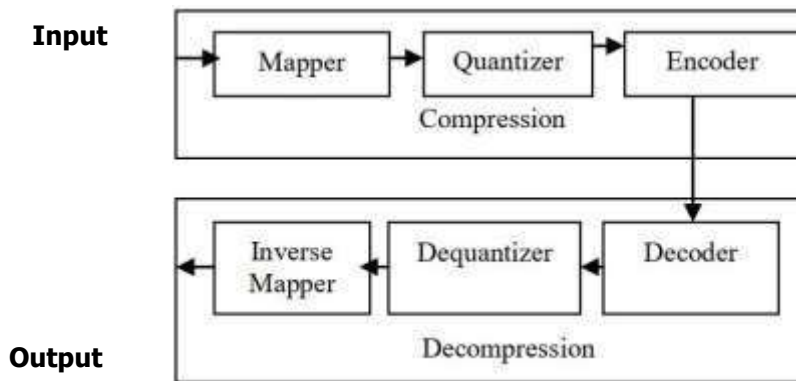 Input
Mapper
Quantizer
Encoder
Compression
Inverse
Mapper
Dequantizer
Decoder
Decompression
Output